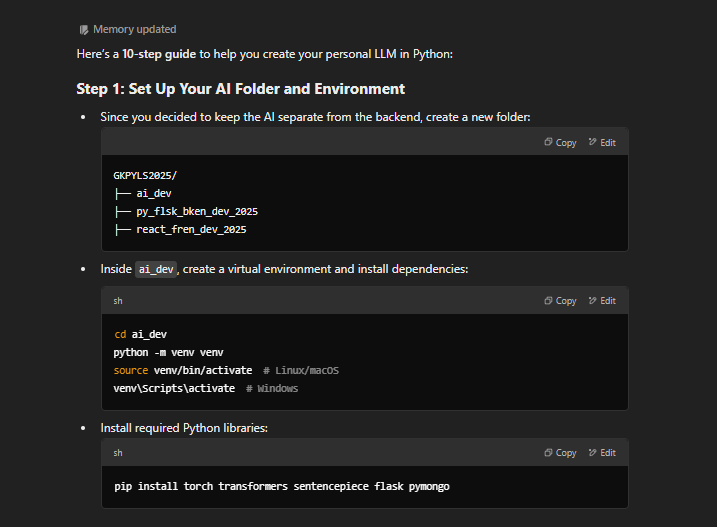 Memory updated
Here's a 10-step guide to help you create your personal LLM in Python:
Step 1: Set Up Your AI Folder and Environment
• Since you decided to keep the AI separate from the backend, create a new folder:
Copy Edit
GKPYLS2025/
├── ai_dev
├── py_flsk_bken_dev_2025
├── react_fren_dev_2025
• Inside ai_dev, create a virtual environment and install dependencies:
sh Copy Edit
cd ai_dev
python -m venv venv
source venv/bin/activate # Linux/macOS
venv\Scripts\activate # Windows
• Install required Python libraries:
sh Copy Edit
pip install torch transformers sentencepiece flask pymongo